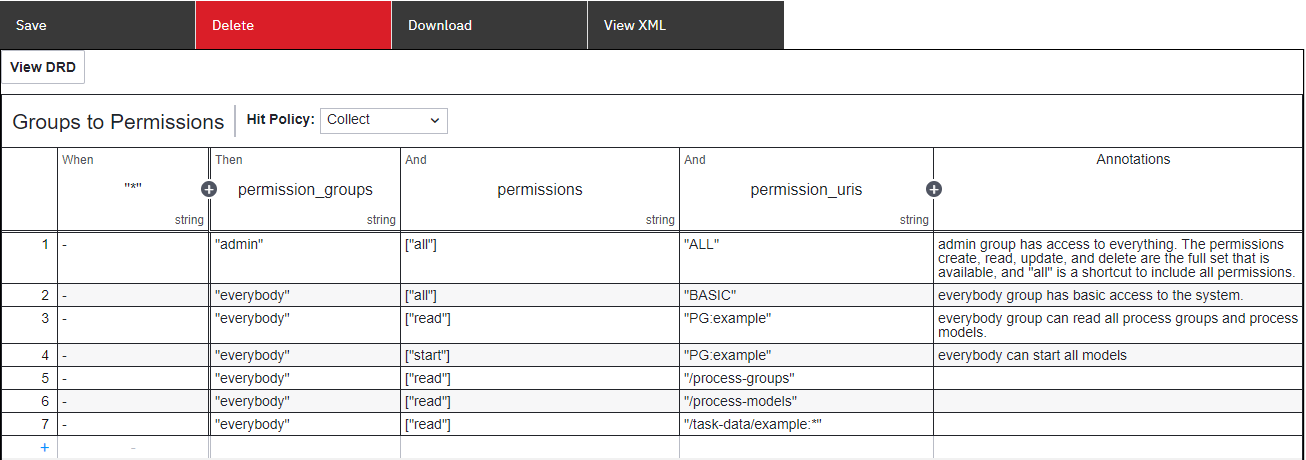 Save Delete Download View XML
View DRD
Groups to Permissions Hit Policy: Collect
When Then And And Annotations
"*" permission_groups permissions permission_uris
string string string string
1 - "admin" ["all"] "ALL" admin group has access to everything. The permissions
create, read, update, and delete are the full set that is
available, and "all" is a shortcut to include all permissions.
2 - "everybody" ["all"] "BASIC" everybody group has basic access to the system.
3 - "everybody" ["read"] "PG:example" everybody group can read all process groups and process
models.
4 - "everybody" ["start"] "PG:example" everybody can start all models
5 - "everybody" ["read"] "/process-groups"
6 - "everybody" ["read"] "/process-models"
7 - "everybody" ["read"] "/task-data/example:*"
+ -